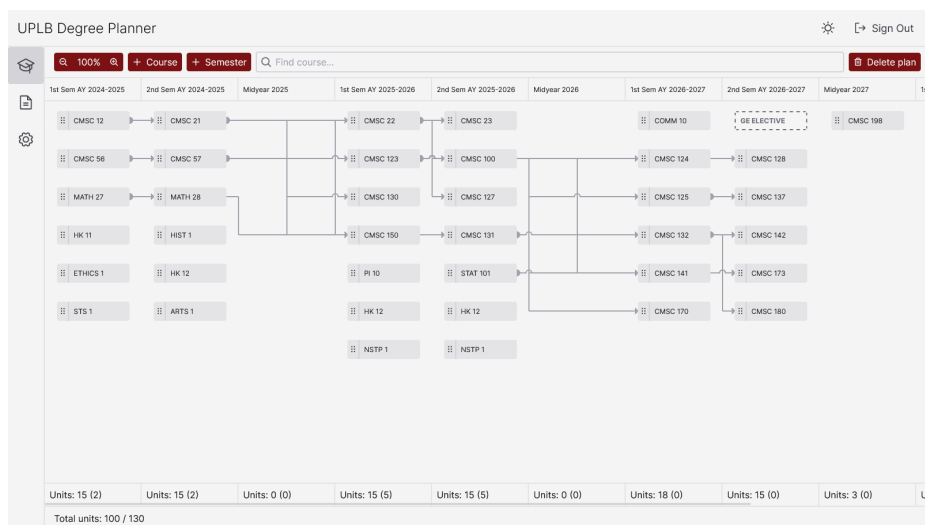 UPLB Degree Planner
Sign Out
100% + Course + Semester Find course... Delete plan
1st Sem AY 2024-2025 2nd Sem AY 2024-2025 Midyear 2025 1st Sem AY 2025-2026 2nd Sem AY 2025-2026 Midyear 2026 1st Sem AY 2026-2027 2nd Sem AY 2026-2027 Midyear 2027
CMSC 12 CMSC 21 CMSC 22 CMSC 23 COMM 10 GE ELECTIVE CMSC 198
CMSC 56 CMSC 57 CMSC 123 CMSC 100 CMSC 124 CMSC 128
MATH 27 MATH 28 CMSC 130 CMSC 127 CMSC 125 CMSC 137
HK 11 HIST 1 CMSC 150 CMSC 131 CMSC 132 CMSC 142
ETHICS 1 HK 12 PI 10 STAT 101 CMSC 141 CMSC 173
STS 1 ARTS 1 HK 12 HK 12 CMSC 170 CMSC 180
NSTP 1 NSTP 1
Units: 15 (2) Units: 15 (2) Units: 0 (0) Units: 15 (5) Units: 15 (5) Units: 0 (0) Units: 18 (0) Units: 15 (0) Units: 3 (0)
Total units: 100 / 130